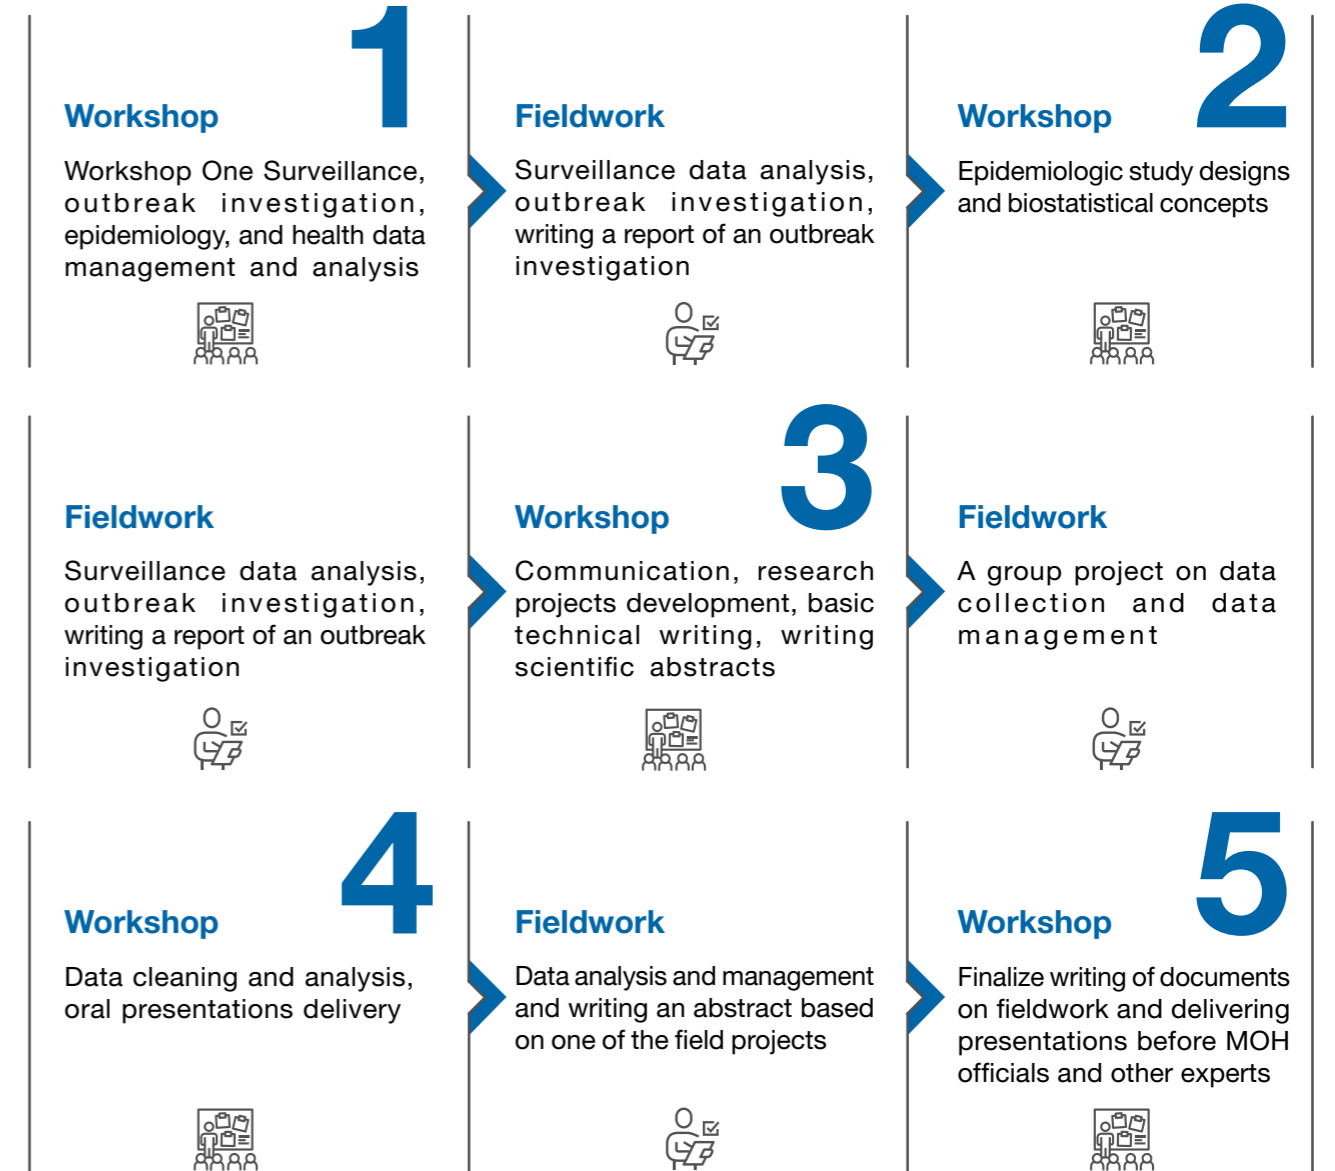 1
Workshop
Workshop One Surveillance,
outbreak investigation,
epidemiology, and health data
management and analysis
Fieldwork
Surveillance data analysis,
outbreak investigation,
writing a report of an outbreak
investigation
2
Workshop
Epidemiologic study designs
and biostatistical concepts
Fieldwork
Surveillance data analysis,
outbreak investigation,
writing a report of an outbreak
investigation
3
Workshop
Communication, research
projects development, basic
technical writing, writing
scientific abstracts
Fieldwork
A group project on data
collection and data
management
4
Workshop
Data cleaning and analysis,
oral presentations delivery
Fieldwork
Data analysis and management
and writing an abstract based
on one of the field projects
5
Workshop
Finalize writing of documents
on fieldwork and delivering
presentations before MOH
officials and other experts